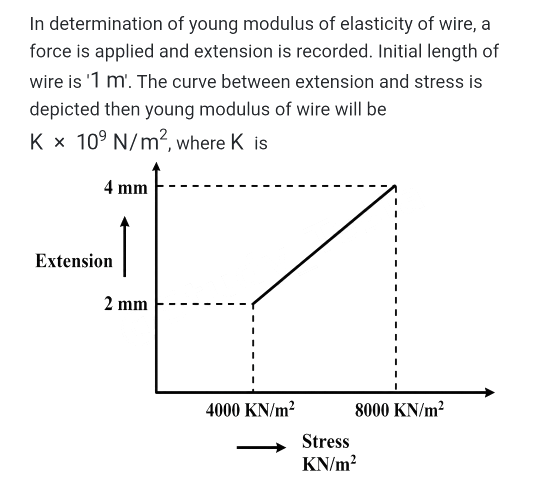 In determination of young modulus of elasticity of wire, a
force is applied and extension is recorded. Initial length of
wire is '1 m'. The curve between extension and stress is
depicted then young modulus of wire will be
K × 10⁹ N/m², where K is
4 mm
Extension
2 mm
4000 KN/m²
8000 KN/m²
Stress
KN/m²